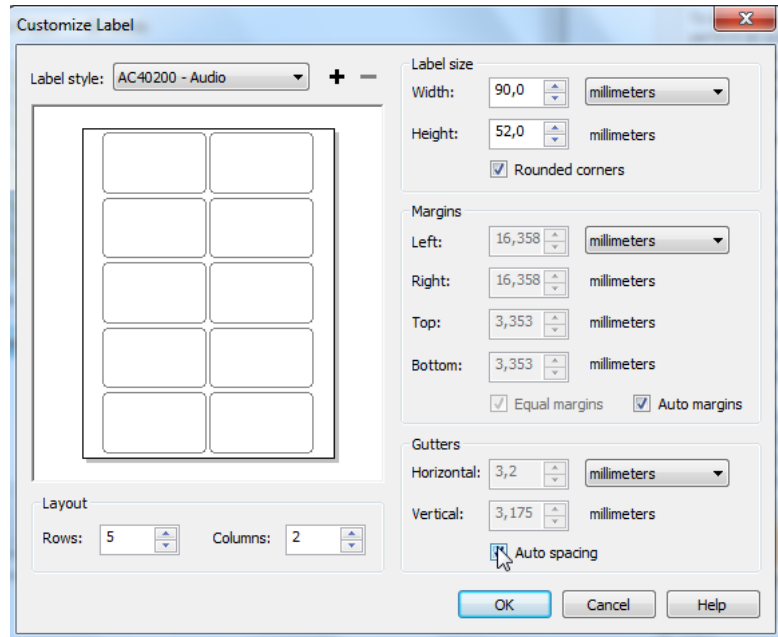 Customize Label
Label style: AC40200 - Audio
Layout
Rows: 5 Columns: 2
Label size
Width: 90,0 millimeters
Height: 52,0 millimeters
Rounded corners
Margins
Left: 16,358 millimeters
Right: 16,358 millimeters
Top: 3,353 millimeters
Bottom: 3,353 millimeters
Equal margins Auto margins
Gutters
Horizontal: 3,2 millimeters
Vertical: 3,175 millimeters
Auto spacing
OK Cancel Help